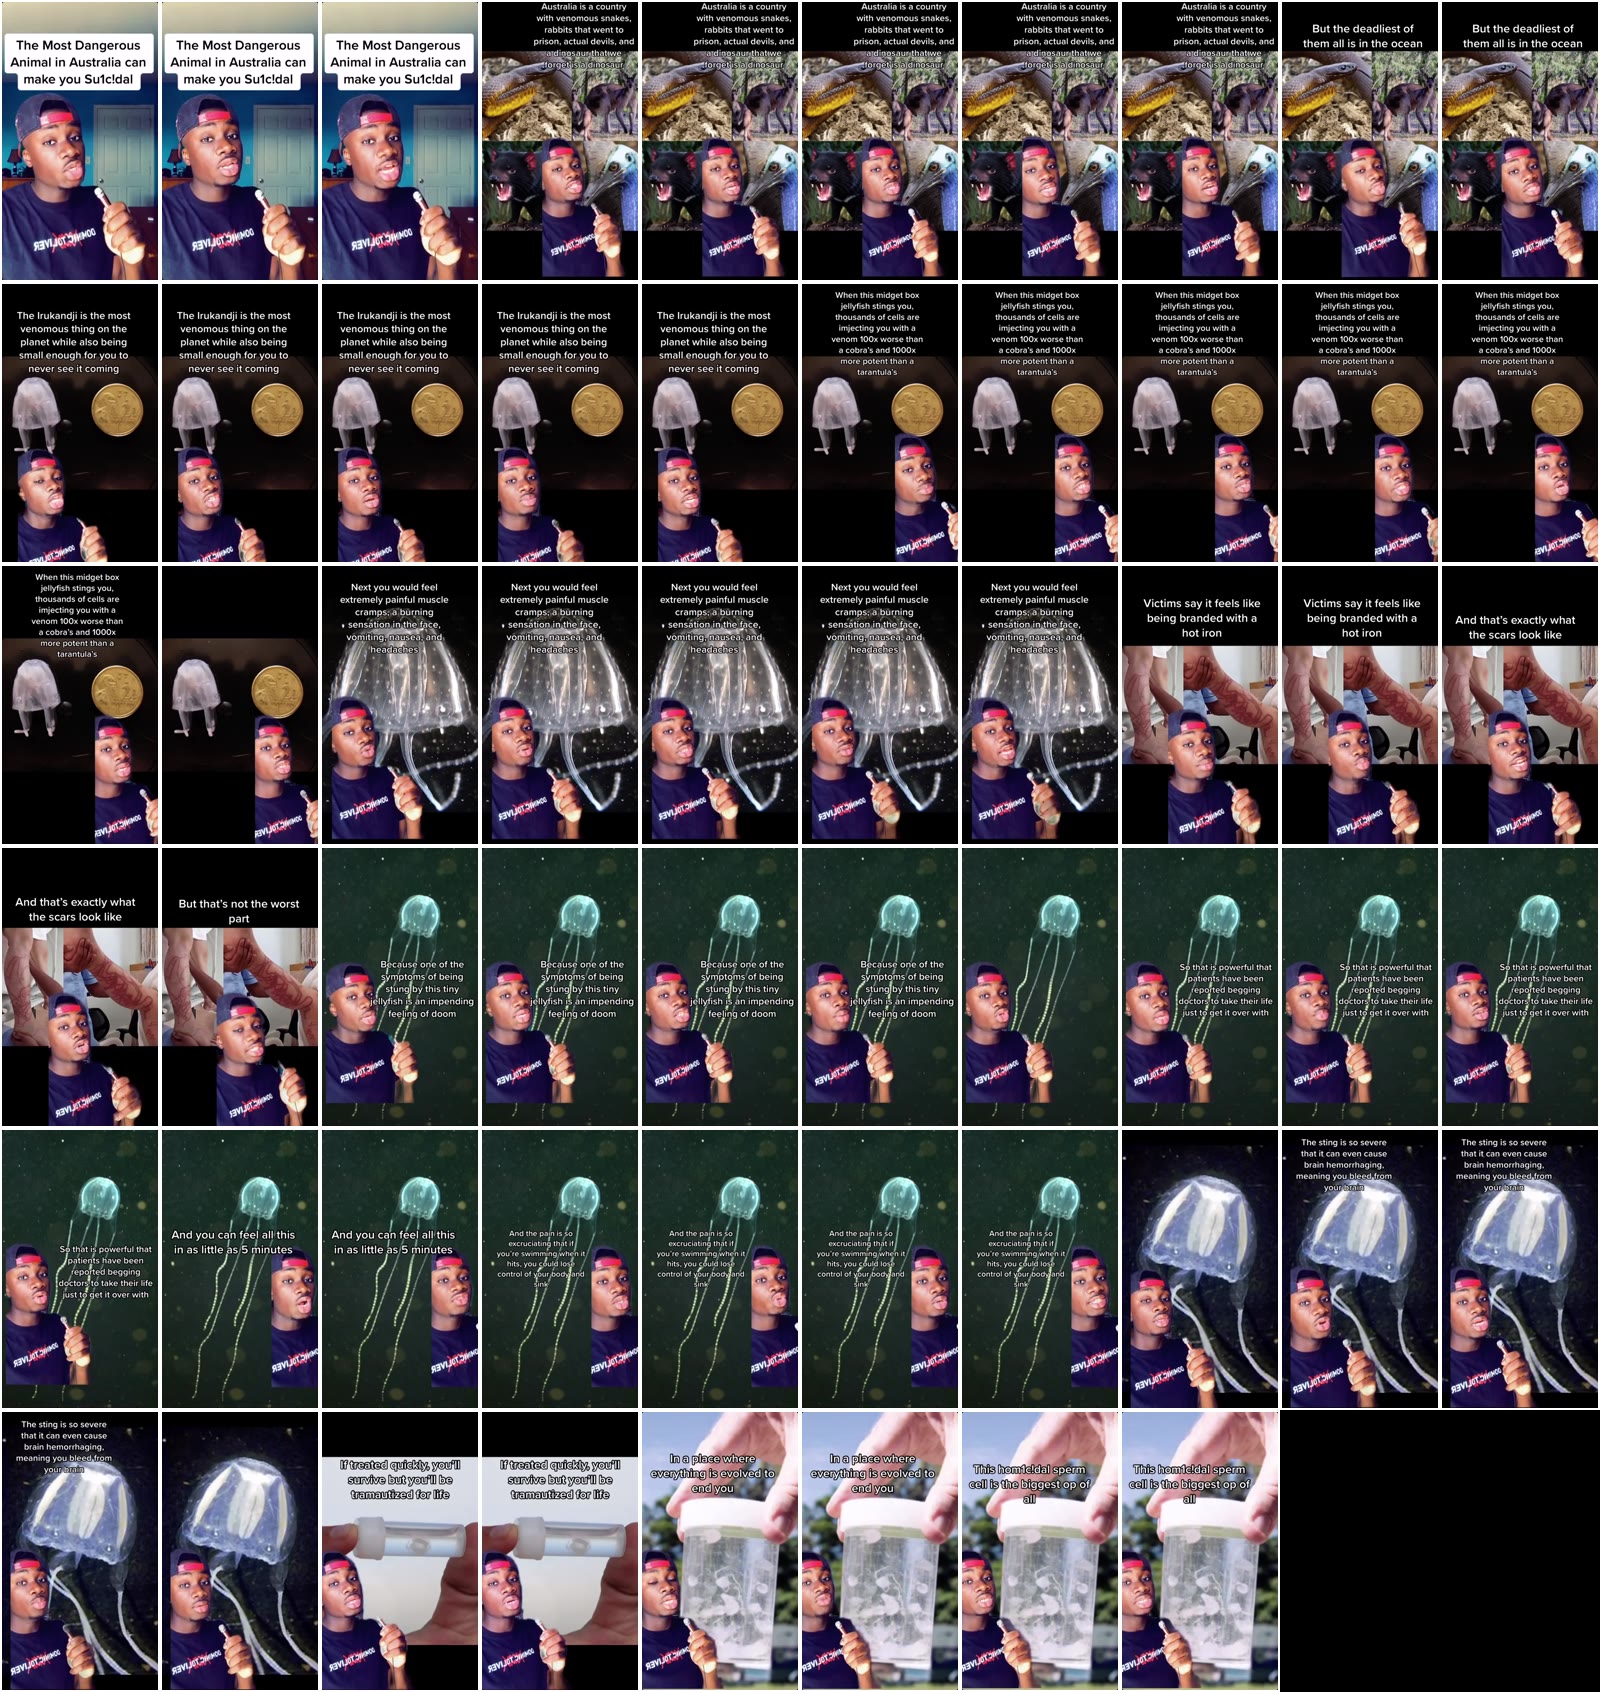 The Most Dangerous
Animal in Australia can
make you Su1c!dal
DOMINIC TOLIVER
Australia is a country
with venomous snakes,
rabbits that went to
prison, actual devils, and
a dinosaur thatwe
forget is a dinosaur
But the deadliest of
them all is in the ocean
The Irukandji is the most
venomous thing on the
planet while also being
small enough for you to
never see it coming
When this midget box
jellyfish stings you,
thousands of cells are
imjecting you with a
venom 100x worse than
a cobra's and 1000x
more potent than a
tarantula's
Next you would feel
extremely painful muscle
cramps, a burning
sensation in the face,
vomiting, nausea, and
headaches
Victims say it feels like
being branded with a
hot iron
And that's exactly what
the scars look like
But that's not the worst
part
Because one of the
symptoms of being
stung by this tiny
jellyfish is an impending
feeling of doom
So that is powerful that
patients have been
reported begging
doctors to take their life
just to get it over with
And you can feel all this
in as little as 5 minutes
And the pain is so
excruciating that if
you're swimming when it
hits, you could lose
control of your body and
sink
The sting is so severe
that it can even cause
brain hemorrhaging,
meaning you bleed from
your brain
If treated quickly, you'll
survive but you'll be
tramautized for life
In a place where
everything is evolved to
end you
This hom1c!dal sperm
cell is the biggest op of
all